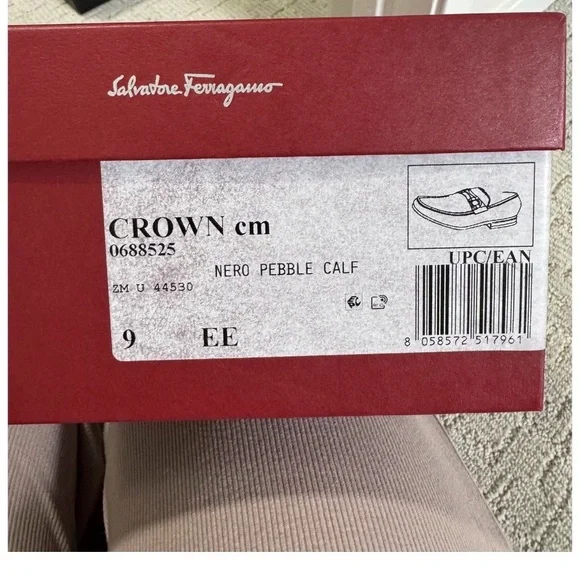 Salvatore Ferragamo
CROWN cm
0688525
NERO PEBBLE CALF
ZM U 44530
9 EE
UPC/EAN
8 058572 517961